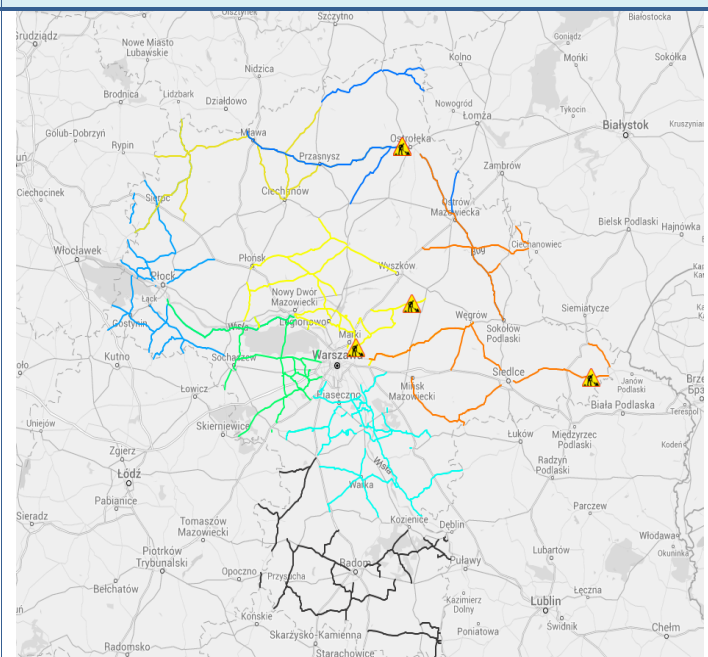 Olsztynek
Szczytno
Białostocka
Grudziądz
Nowe Miasto
Lubawskie
Goniądz
Mońki
Sokółka
Nidzica
Kolno
Brodnica
Lidzbark
Działdowo
Nowogród
Łomża
Tykocin
Białystok
Golub-Dobrzyń
Rypin
Mława
Ostrołęka
Przasnysz
Zambrów
Ciechocinek
Sierpc
Ciechanów
Ostrów
Mazowiecka
Bielsk Podlaski
Hajnówka
Włocławek
Płońsk
Bug
Ciechanowiec
Płock
Wyszków
Łąck
Nowy Dwór
Mazowiecki
Siemiatycze
Gostynin
Wisła
Legionowo
Węgrów
Marki
Sokołów
Podlaski
Kutno
Sochaczew
Warszawa
Siedlce
Mińsk
Mazowiecki
Janów
Podlaski
Łowicz
Piaseczno
Biała Podlaska
Terespol
Uniejów
Skierniewice
Łuków
Międzyrzec
Podlaski
Zgierz
Kodeń
Wisła
Radzyń
Podlaski
Łódź
Warka
Pabianice
Parczew
Sieradz
Tomaszów
Mazowiecki
Kozienice
Dęblin
Włodawa
Piotrków
Trybunalski
Lubartów
Okuninka
Radom
Puławy
Opoczno
Przysucha
Bełchatów
Łęczna
Kazimierz
Dolny
Lublin
Końskie
Świdnik
Chełm
Skarżysko-Kamienna
Poniatowa
Radomsko
Starachowice